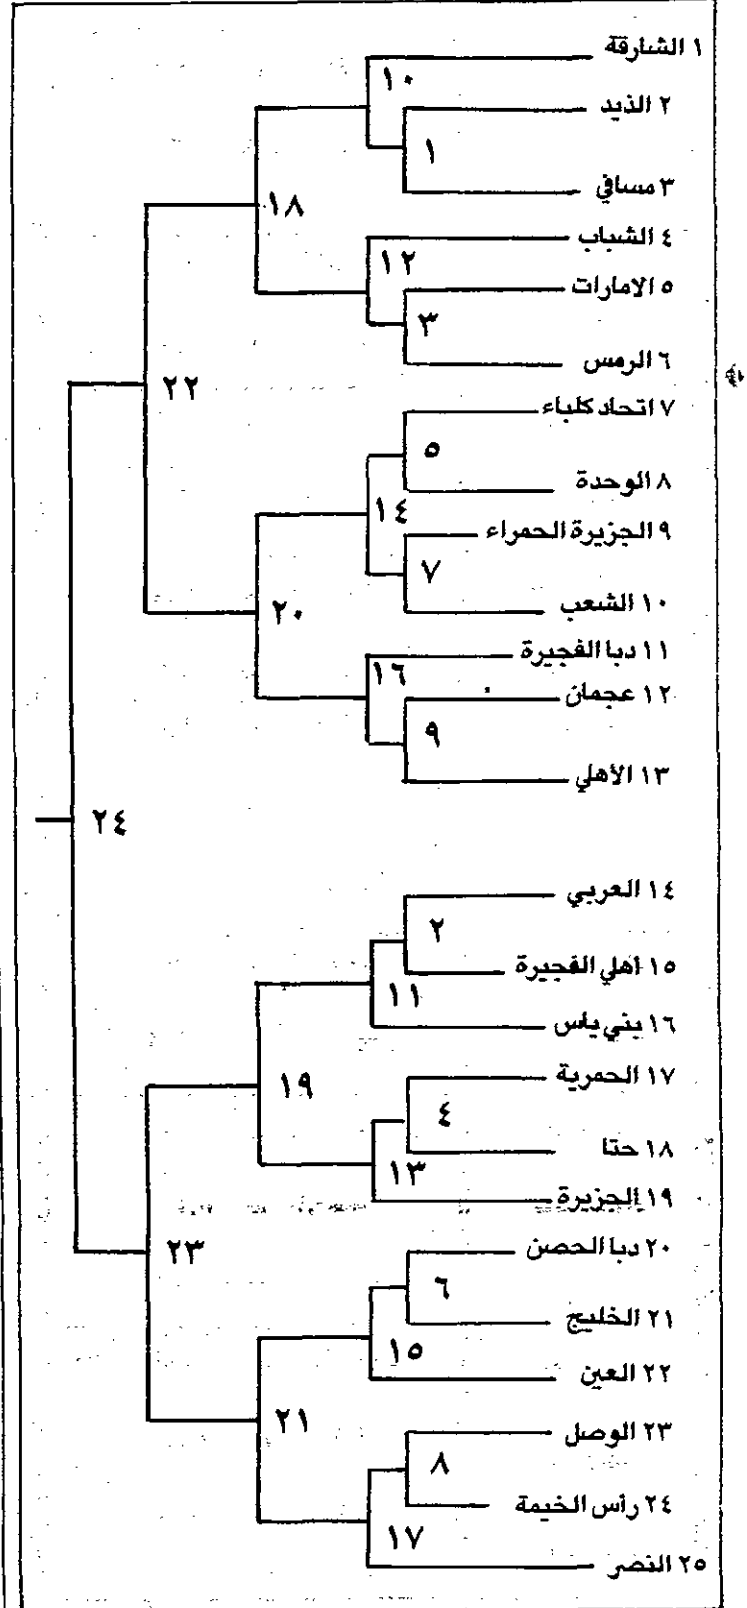 ١ الشارقة
١٠
٢ الذيد
١
٣ مسافي
١٨
٤ الشباب
١٢
٥ الامارات
٣
٦ الرمس
٢٢
٧ اتحاد كلباء
٥
٨ الوحدة
١٤
٩ الجزيرة الحمراء
٧
١٠ الشعب
٢٠
١١ دبا الفجيرة
١٦
١٢ عجمان
٩
١٣ الأهلي
٢٤
١٤ العربي
٢
١٥ أهلي الفجيرة
١١
١٦ بني ياس
١٧ الحمرية
١٩
٤
١٨ حتا
١٣
١٩ الجزيرة
٢٣
٢٠ دبا الحصن
٦
٢١ الخليج
١٥
٢٢ العين
٢١
٢٣ الوصل
٨
٢٤ رأس الخيمة
١٧
٢٥ النصر